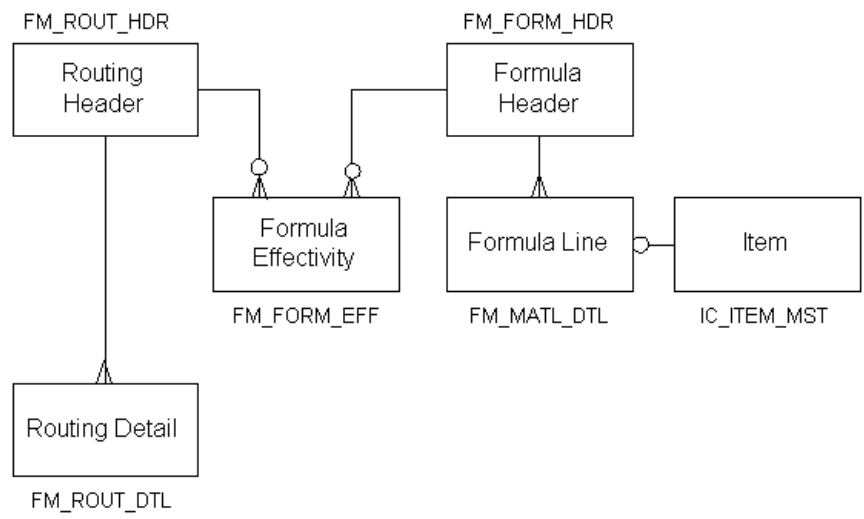 FM_ROUT_HDR
Routing
Header
FM_FORM_HDR
Formula
Header
Formula
Effectivity
FM_FORM_EFF
Formula Line
FM_MATL_DTL
Item
IC_ITEM_MST
Routing Detail
FM_ROUT_DTL